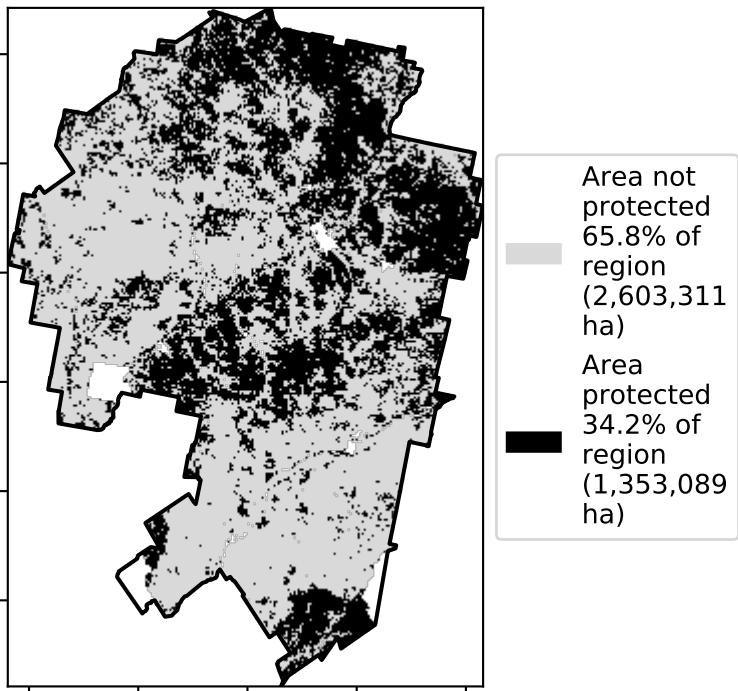 Area not
protected
65.8% of
region
(2,603,311
ha)
Area
protected
34.2% of
region
(1,353,089
ha)